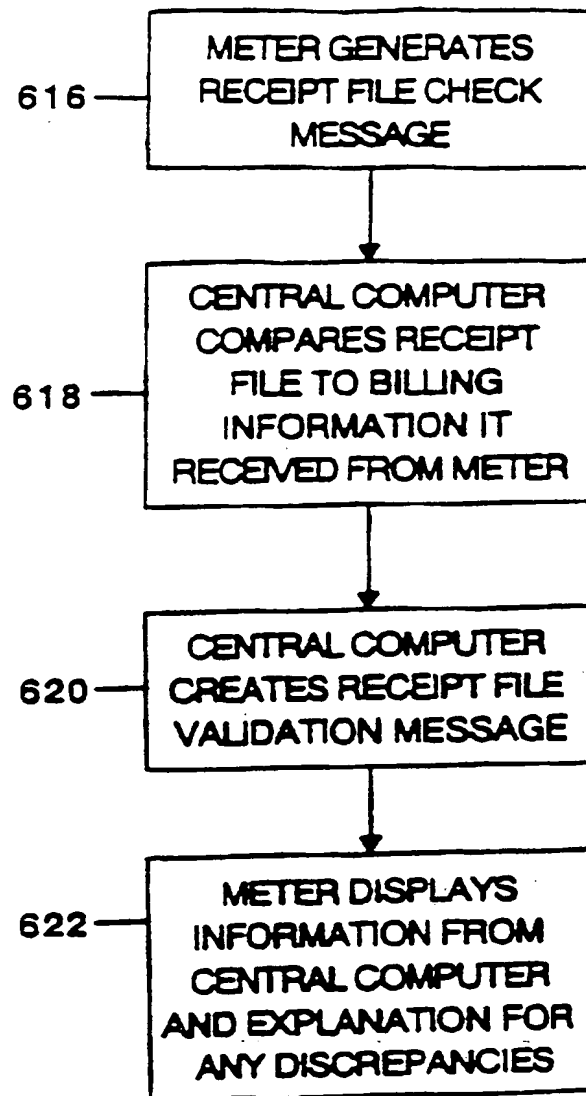 616
METER GENERATES
RECEIPT FILE CHECK
MESSAGE
618
CENTRAL COMPUTER
COMPARES RECEIPT
FILE TO BILLING
INFORMATION IT
RECEIVED FROM METER
620
CENTRAL COMPUTER
CREATES RECEIPT FILE
VALIDATION MESSAGE
622
METER DISPLAYS
INFORMATION FROM
CENTRAL COMPUTER
AND EXPLANATION FOR
ANY DISCREPANCIES